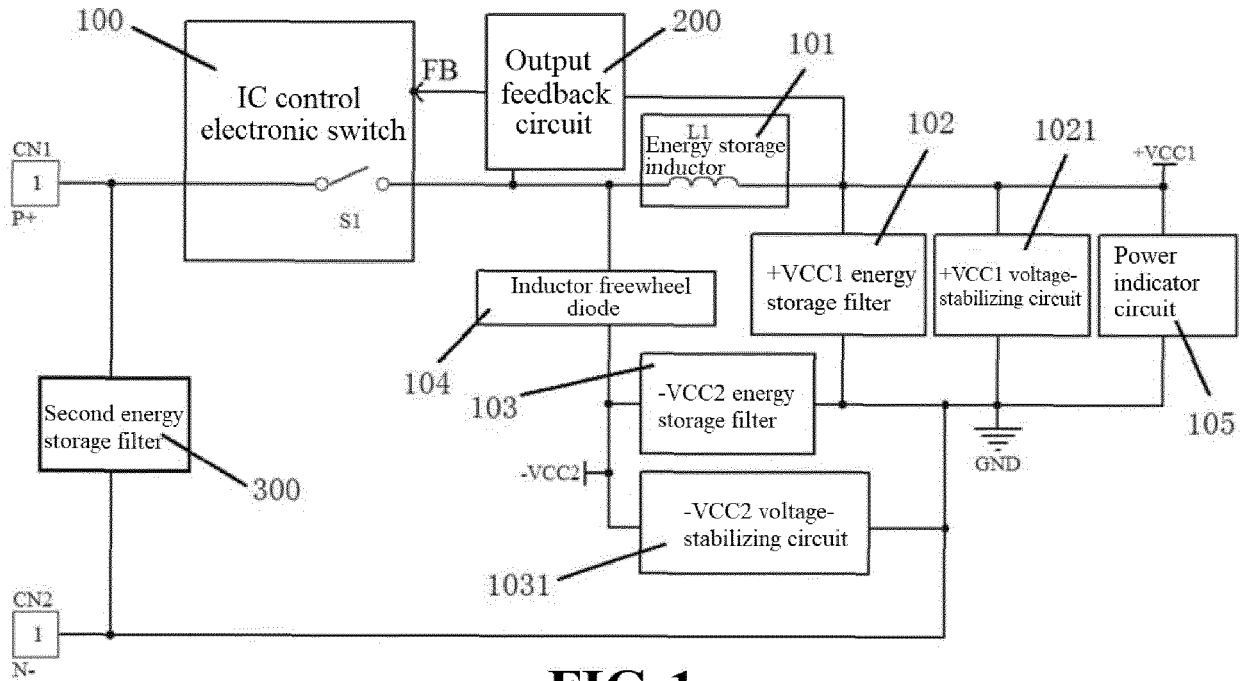 100
IC control
electronic switch
S1
FB
Output
feedback
circuit
200
101
L1
Energy storage
inductor
102
1021
+VCC1
CN1
1
P+
+VCC1 energy
storage filter
+VCC1 voltage-
stabilizing circuit
Power
indicator
circuit
105
Inductor freewheel
diode
104
103
-VCC2 energy
storage filter
GND
Second energy
storage filter
300
-VCC2
-VCC2 voltage-
stabilizing circuit
1031
CN2
1
N-
FIG. 1